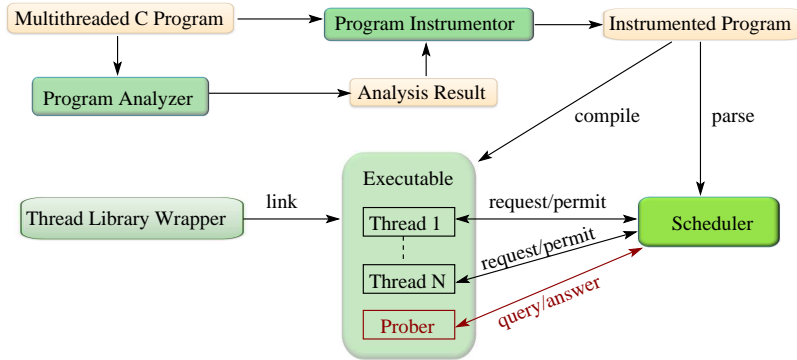 Multithreaded C Program
Program Instrumentor
Instrumented Program
Program Analyzer
Analysis Result
compile
parse
Executable
Thread Library Wrapper
link
Thread 1
request/permit
Scheduler
request/permit
Thread N
query/answer
Prober